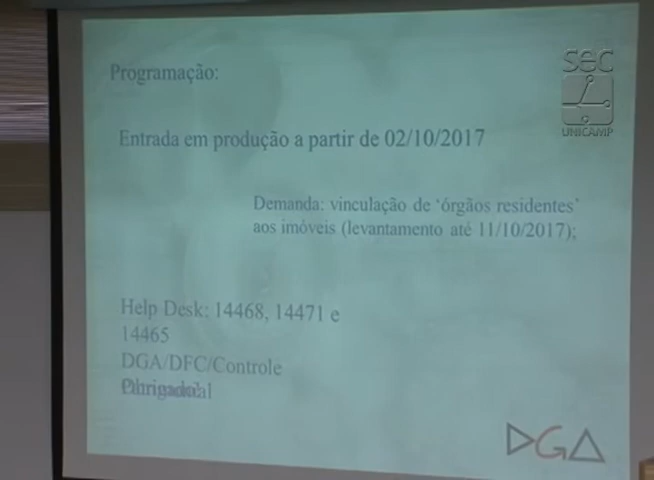 Programação:
sec
UNICAMP
Entrada em produção a partir de 02/10/2017
Demanda: vinculação de 'órgãos residentes'
aos imóveis (levantamento até 11/10/2017);
Help Desk: 14468, 14471 e
14465
DGA/DFC/Controle
DGA